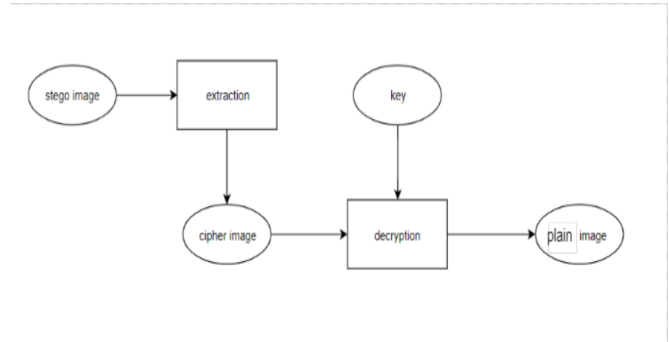 stego image
extraction
key
cipher image
decryption
plain image